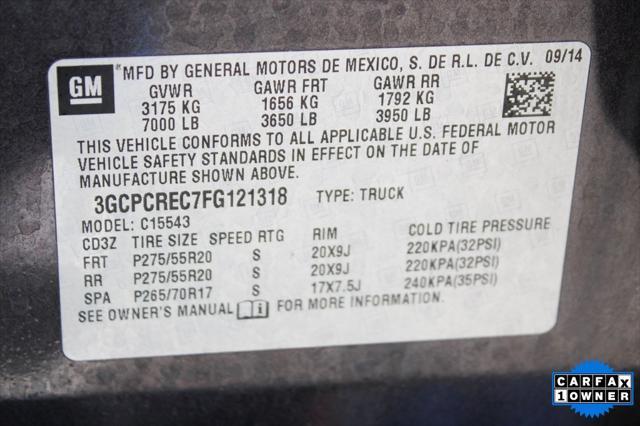 GM
MFD BY GENERAL MOTORS DE MEXICO, S. DE R.L. DE C.V. 09/14
GVWR GAWR FRT GAWR RR
3175 KG 1656 KG 1792 KG
7000 LB 3650 LB 3950 LB
THIS VEHICLE CONFORMS TO ALL APPLICABLE U.S. FEDERAL MOTOR
VEHICLE SAFETY STANDARDS IN EFFECT ON THE DATE OF
MANUFACTURE SHOWN ABOVE.
3GCPCREC7FG121318 TYPE: TRUCK
MODEL: C15543
CD3Z TIRE SIZE SPEED RTG RIM COLD TIRE PRESSURE
FRT P275/55R20 S 20X9J 220KPA(32PSI)
RR P275/55R20 S 20X9J 220KPA(32PSI)
SPA P265/70R17 S 17X7.5J 240KPA(35PSI)
SEE OWNER'S MANUAL i FOR MORE INFORMATION.
CARFAX
1 OWNER